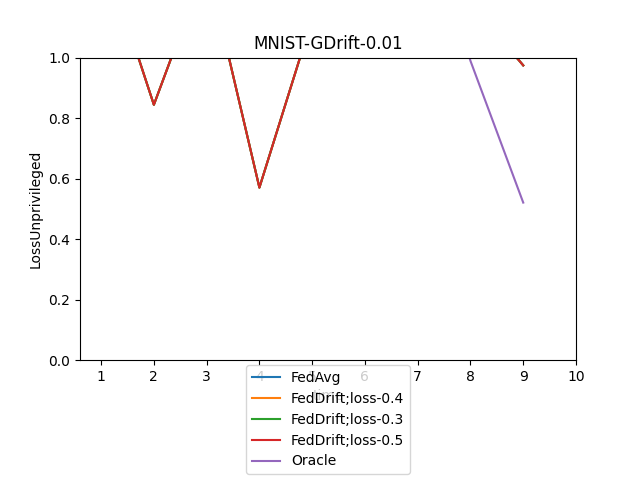 MNIST-GDrift-0.01
LossUnprivileged
1.0
0.8
0.6
0.4
0.2
0.0
1 2 3 4 5 6 7 8 9 10
FedAvg
FedDrift;loss-0.4
FedDrift;loss-0.3
FedDrift;loss-0.5
Oracle